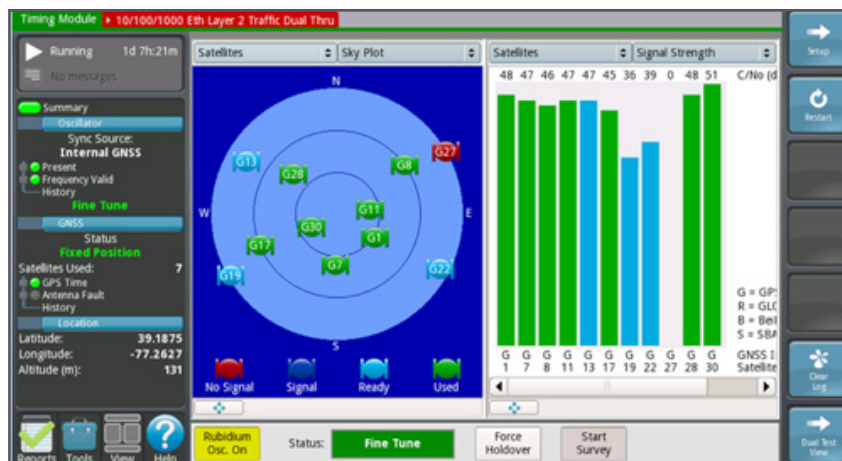 Timing Module ▸ 10/100/1000 Eth Layer 2 Traffic Dual Thru
Running 1d 7h:21m
No messages
Summary
Oscillator
Sync Source:
Internal GNSS
Present
Frequency Valid
History
Fine Tune
GNSS
Status
Fixed Position
Satellites Used: 7
GPS Time
Antenna Fault
History
Location
Latitude: 39.1875
Longitude: -77.2627
Altitude (m): 131
Reports Tools View Help
Satellites Sky Plot
N
G13 G28 G8 G27
W E
G11
G30 G1
G17
G7
G19 G22
S
No Signal Signal Ready Used
Satellites Signal Strength
48 47 46 47 47 45 36 39 0 48 51 C/No (d
G = GP
R = GLO
B = Bei
S = SBA
G G G G G G G G G G G GNSS I
1 7 8 11 13 17 19 22 27 28 30 Satellite
Rubidium
Osc. On
Status: Fine Tune
Force
Holdover
Start
Survey
Setup
Restart
Clear
Log
Dual Test
View